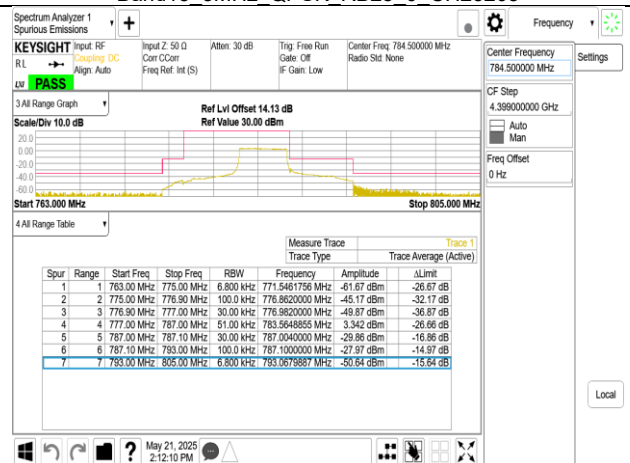 Spectrum Analyzer 1
Spurious Emissions
Frequency
KEYSIGHT
RL
LXI
PASS
Input: RF
Coupling: DC
Align: Auto
Input Z: 50 Ω
Corr CCorr
Freq Ref: Int (S)
Atten: 30 dB
Trig: Free Run
Gate: Off
IF Gain: Low
Center Freq: 784.500000 MHz
Radio Std: None
Center Frequency
784.500000 MHz
Settings
CF Step
4.399000000 GHz
Auto
Man
Freq Offset
0 Hz
3 All Range Graph
Scale/Div 10.0 dB
Ref Lvl Offset 14.13 dB
Ref Value 30.00 dBm
20.0
0.00
-20.0
-40.0
-60.0
Start 763.000 MHz
Stop 805.000 MHz
4 All Range Table
Measure Trace Trace 1
Trace Type Trace Average (Active)
Spur Range Start Freq Stop Freq RBW Frequency Amplitude ΔLimit
1 1 763.00 MHz 775.00 MHz 6.800 kHz 771.5461756 MHz -61.67 dBm -26.67 dB
2 2 775.00 MHz 776.90 MHz 100.0 kHz 776.8620000 MHz -45.17 dBm -32.17 dB
3 3 776.90 MHz 777.00 MHz 30.00 kHz 776.9820000 MHz -49.87 dBm -36.87 dB
4 4 777.00 MHz 787.00 MHz 51.00 kHz 783.5648855 MHz 3.342 dBm -26.66 dB
5 5 787.00 MHz 787.10 MHz 30.00 kHz 787.0040000 MHz -29.86 dBm -16.86 dB
6 6 787.10 MHz 793.00 MHz 100.0 kHz 787.1000000 MHz -27.97 dBm -14.97 dB
7 7 793.00 MHz 805.00 MHz 6.800 kHz 793.0679887 MHz -50.64 dBm -15.64 dB
Local
?
May 21, 2025
2:12:10 PM